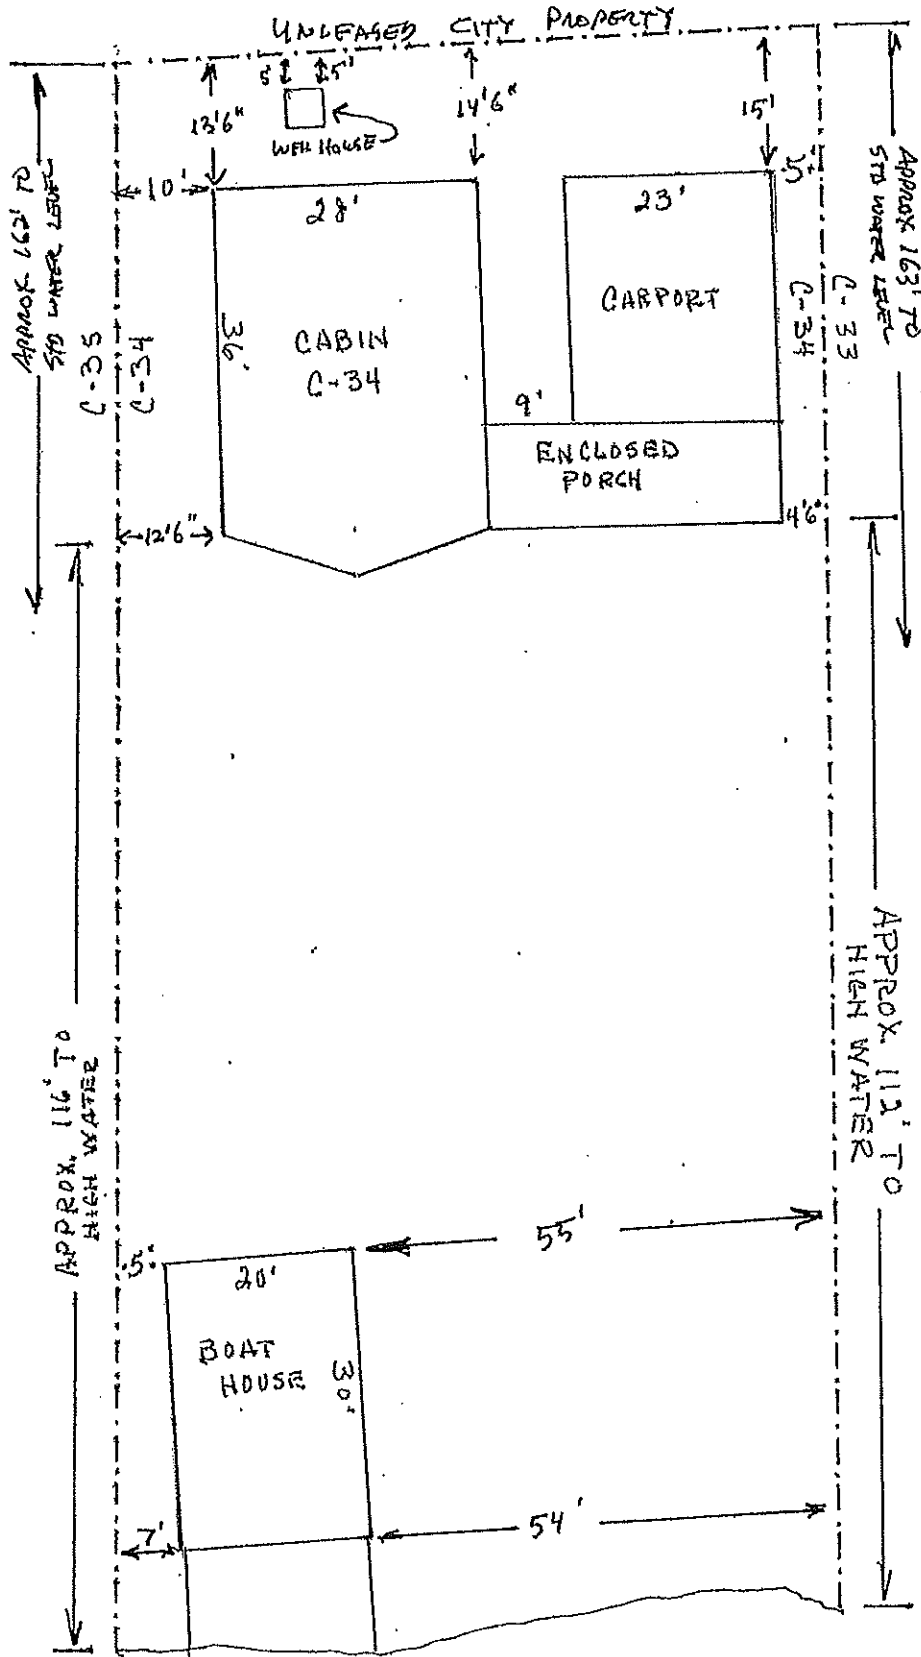 UNLEASED CITY PROPERTY
5' 5'
13'6"
14'6"
15'
WELL HOUSE
10'
28'
23'
5'
APPROX 162' TO
STD WATER LEVEL
APPROX 163' TO
STD WATER LEVEL
C-35
C-34
36'
CABIN
C-34
CARPORT
C-34
C-33
9'
ENCLOSED
PORCH
12'6"
4'6"
APPROX. 116' TO
HIGH WATER
APPROX. 112' TO
HIGH WATER
55'
5'
20'
BOAT
HOUSE
30'
7'
54'